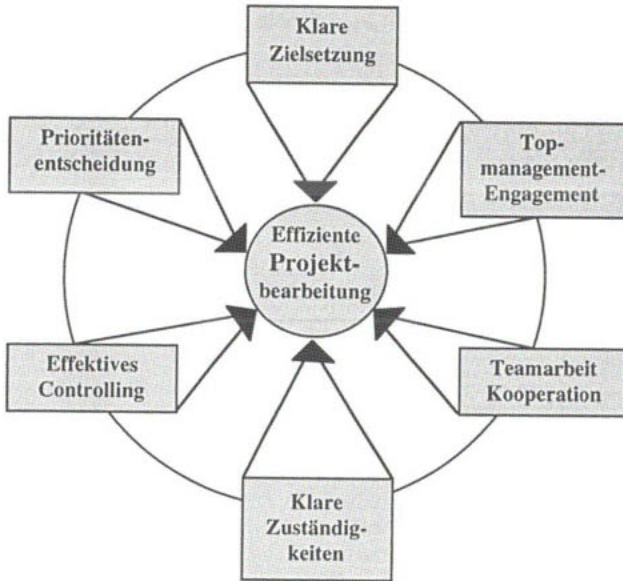 Klare
Zielsetzung
Prioritäten-
entscheidung
Top-
management-
Engagement
Effiziente
Projekt-
bearbeitung
Effektives
Controlling
Teamarbeit
Kooperation
Klare
Zuständig-
keiten